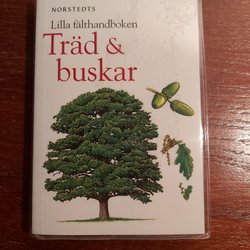 NORSTEDTS
Lilla fälthandboken
Träd &
buskar